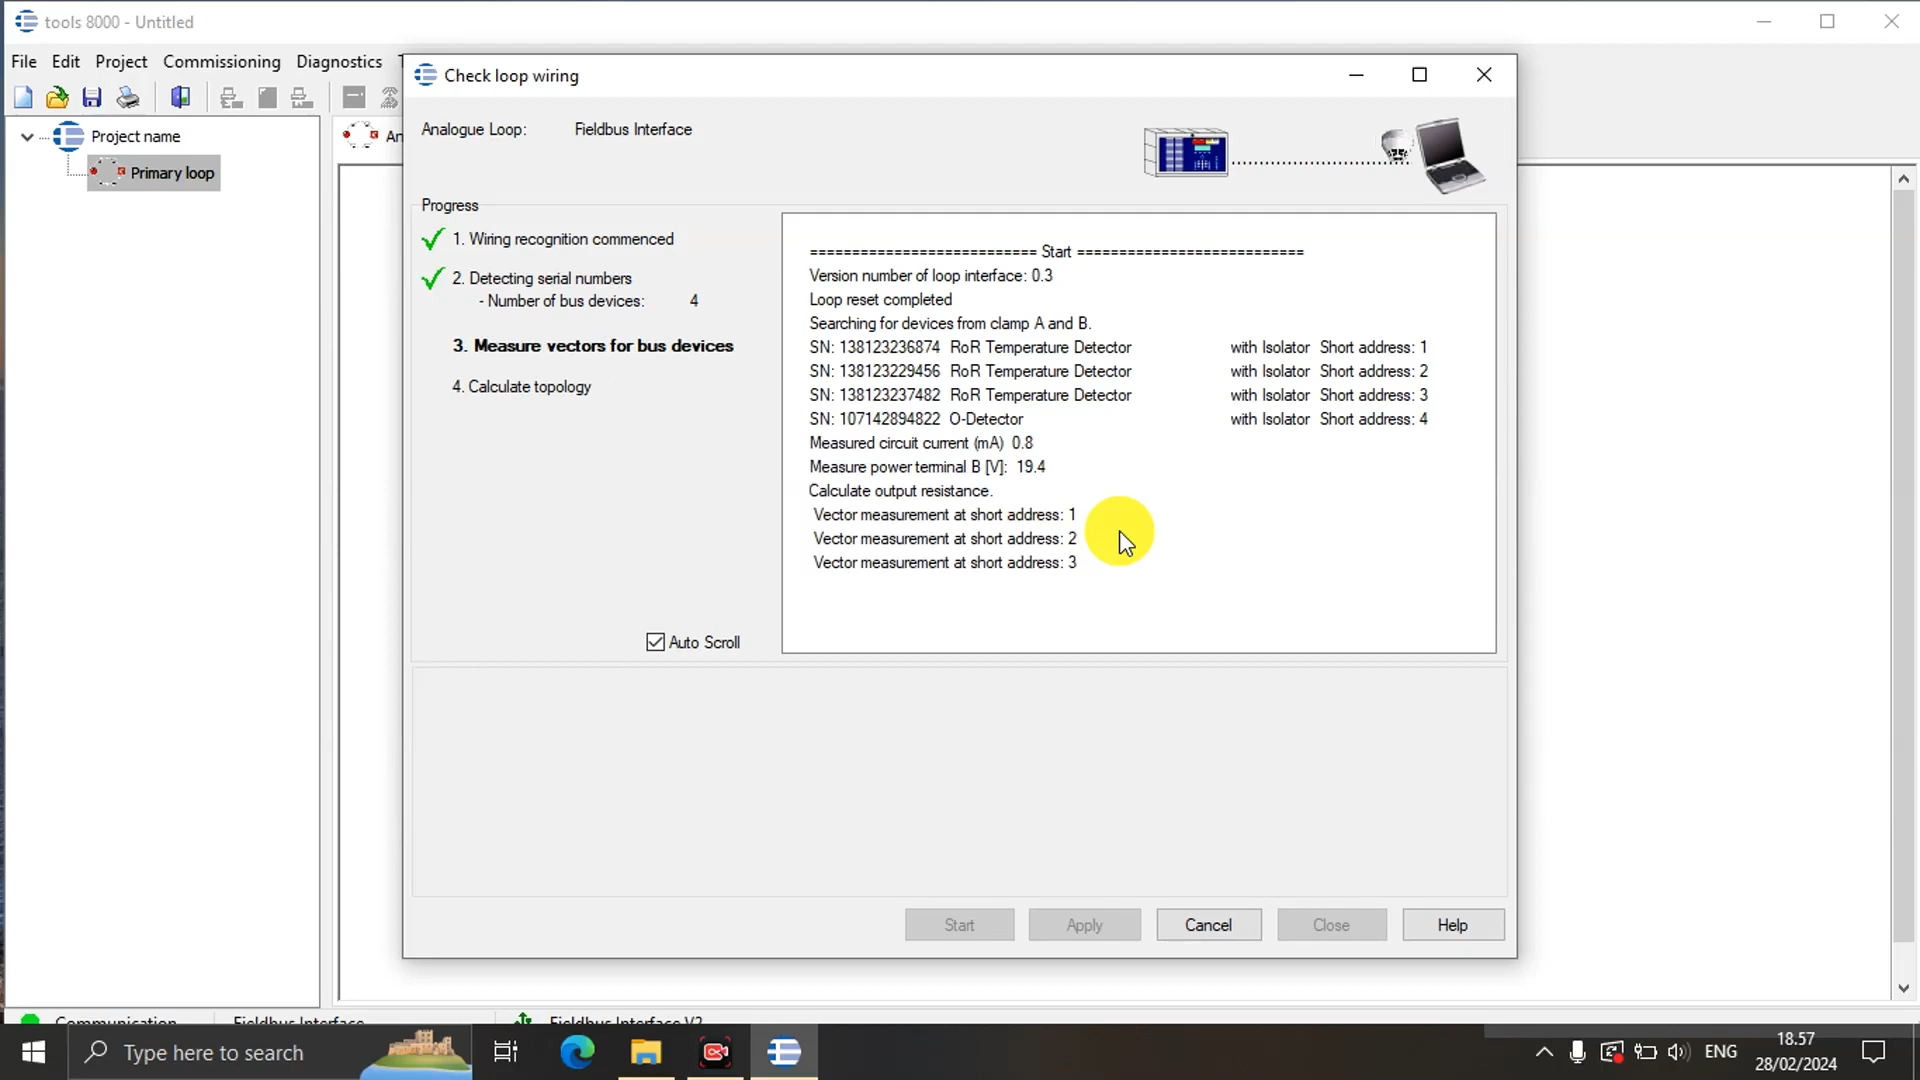 tools 8000 - Untitled
File Edit Project Commissioning Diagnostics
Check loop wiring
Project name
Primary loop
Analogue Loop: Fieldbus Interface
Progress
1. Wiring recognition commenced
2. Detecting serial numbers
- Number of bus devices: 4
3. Measure vectors for bus devices
4. Calculate topology
Auto Scroll
=========================== Start ===========================
Version number of loop interface: 0.3
Loop reset completed
Searching for devices from clamp A and B.
SN: 138123236874 RoR Temperature Detector with Isolator Short address: 1
SN: 138123229456 RoR Temperature Detector with Isolator Short address: 2
SN: 138123237482 RoR Temperature Detector with Isolator Short address: 3
SN: 107142894822 O-Detector with Isolator Short address: 4
Measured circuit current (mA) 0.8
Measure power terminal B [V]: 19.4
Calculate output resistance.
Vector measurement at short address: 1
Vector measurement at short address: 2
Vector measurement at short address: 3
Start Apply Cancel Close Help
Communication Fieldbus Interface Fieldbus Interface V2
Type here to search
ENG
18.57
28/02/2024